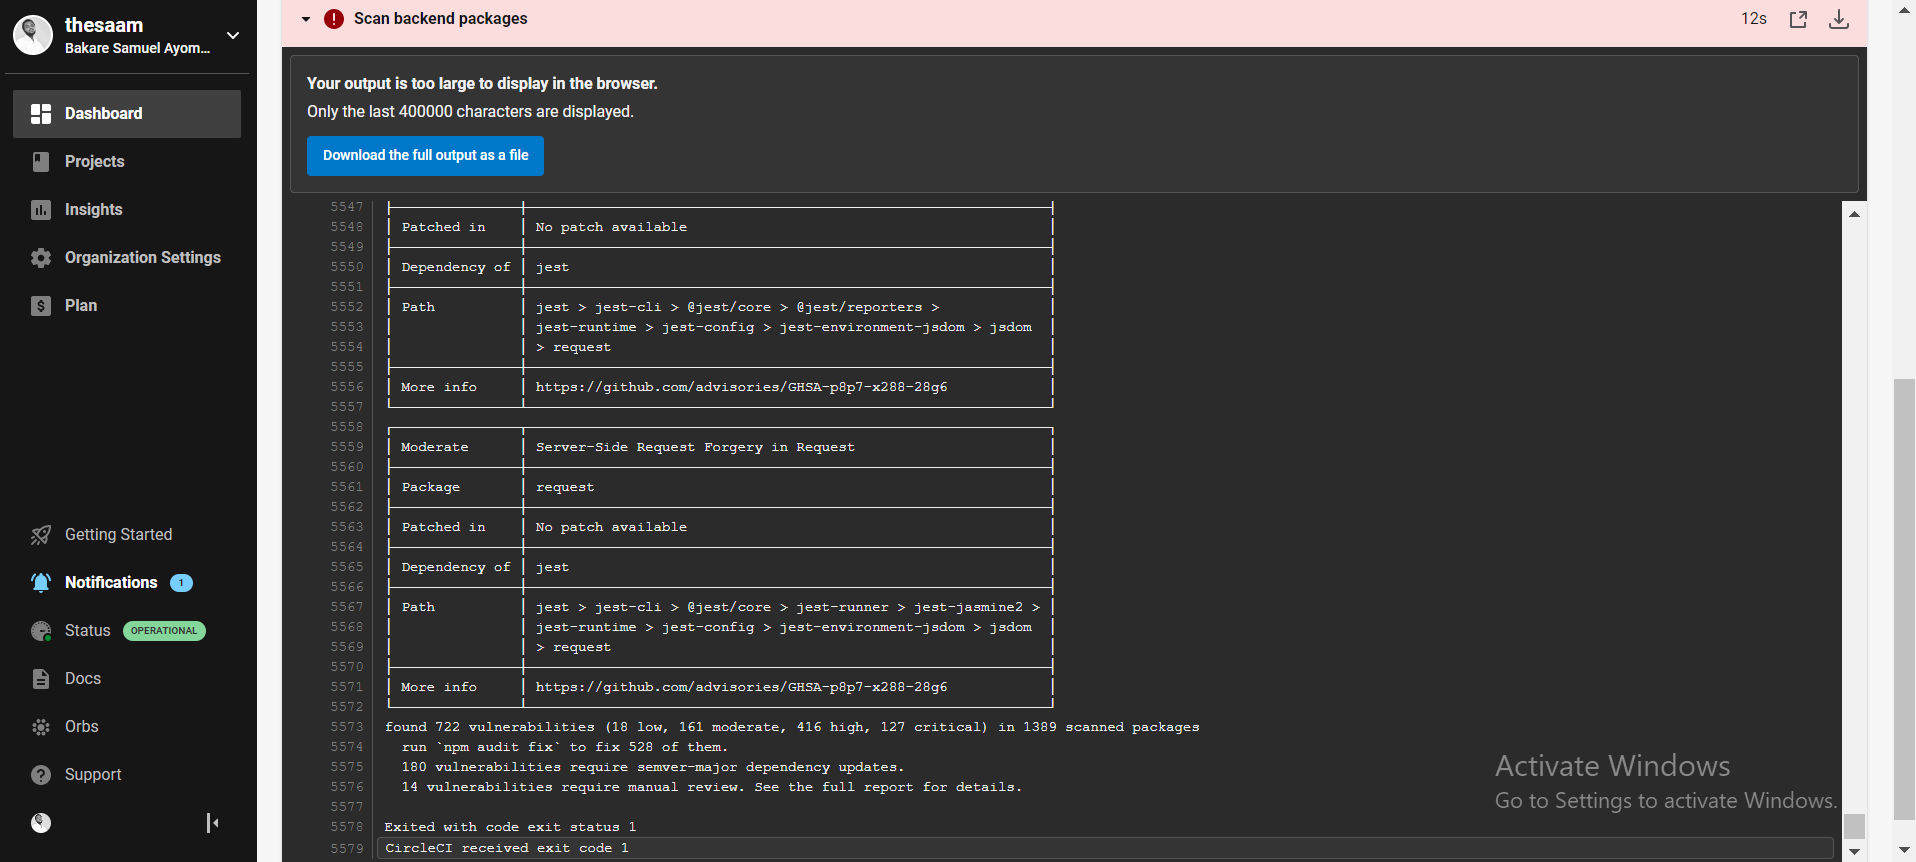 thesaam
Bakare Samuel Ayom...
Dashboard
Projects
Insights
Organization Settings
$ Plan
Getting Started
Notifications 1
Status OPERATIONAL
Docs
Orbs
? Support
! Scan backend packages 12s
Your output is too large to display in the browser.
Only the last 400000 characters are displayed.
Download the full output as a file
5547
5548 Patched in No patch available
5549
5550 Dependency of jest
5551
5552 Path jest > jest-cli > @jest/core > @jest/reporters >
5553 jest-runtime > jest-config > jest-environment-jsdom > jsdom
5554 > request
5555
5556 More info https://github.com/advisories/GHSA-p8p7-x288-28g6
5557
5558
5559 Moderate Server-Side Request Forgery in Request
5560
5561 Package request
5562
5563 Patched in No patch available
5564
5565 Dependency of jest
5566
5567 Path jest > jest-cli > @jest/core > jest-runner > jest-jasmine2 >
5568 jest-runtime > jest-config > jest-environment-jsdom > jsdom
5569 > request
5570
5571 More info https://github.com/advisories/GHSA-p8p7-x288-28g6
5572
5573 found 722 vulnerabilities (18 low, 161 moderate, 416 high, 127 critical) in 1389 scanned packages
5574 run `npm audit fix` to fix 528 of them.
5575 180 vulnerabilities require semver-major dependency updates.
5576 14 vulnerabilities require manual review. See the full report for details.
5577
5578 Exited with code exit status 1
5579 CircleCI received exit code 1
Activate Windows
Go to Settings to activate Windows.